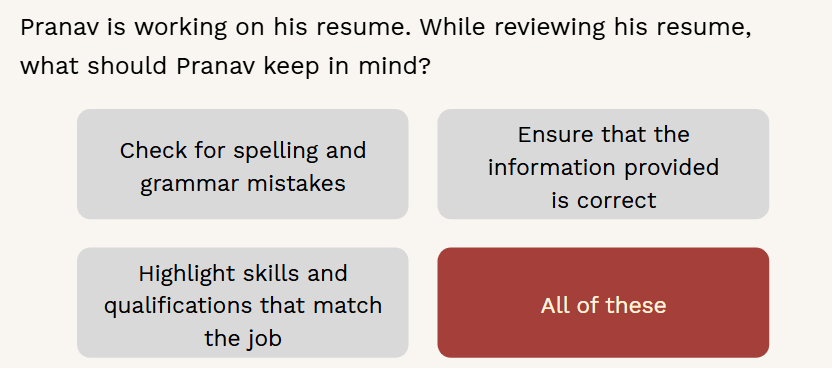 Pranav is working on his resume. While reviewing his resume,
what should Pranav keep in mind?
Check for spelling and
grammar mistakes
Ensure that the
information provided
is correct
Highlight skills and
qualifications that match
the job
All of these